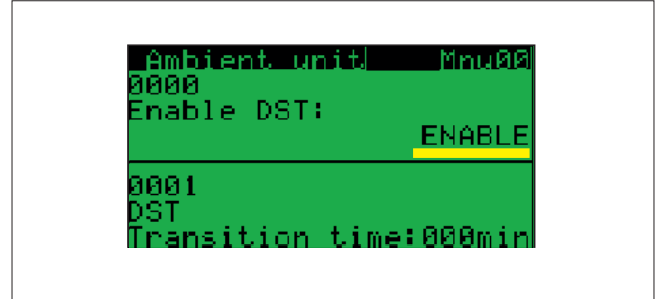 Ambient unit Mnu00
0000
Enable DST:
ENABLE
0001
DST
Transition time:000min